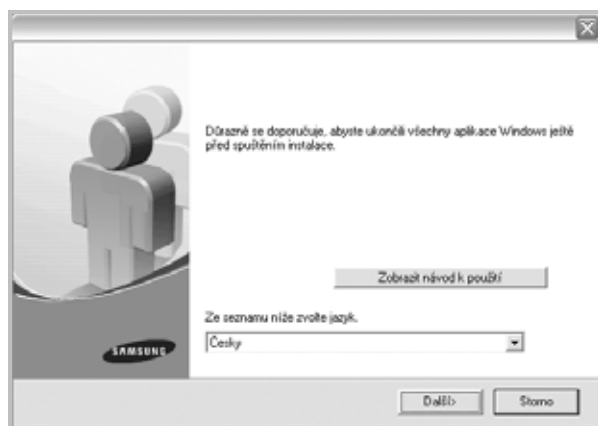 Důrazně se doporučuje, abyste ukončili všechny aplikace Windows ještě
před spuštěním instalace.
Zobrazit návod k použití
Ze seznamu níže zvolte jazyk.
Česky
SAMSUNG
Další>
Storno